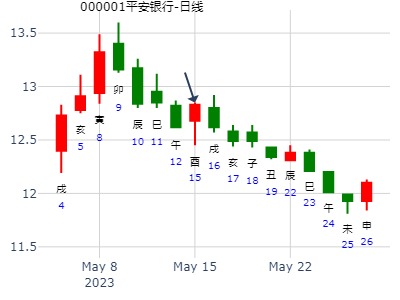 000001平安银行-日线
13.5
13
12.5
12
11.5
戌
4
亥
5
寅
8
卯
9
辰
10
巳
11
午
12
酉
15
戌
16
亥
17
子
18
丑
19
辰
22
巳
23
午
24
未
25
申
26
May 8
2023
May 15
May 22